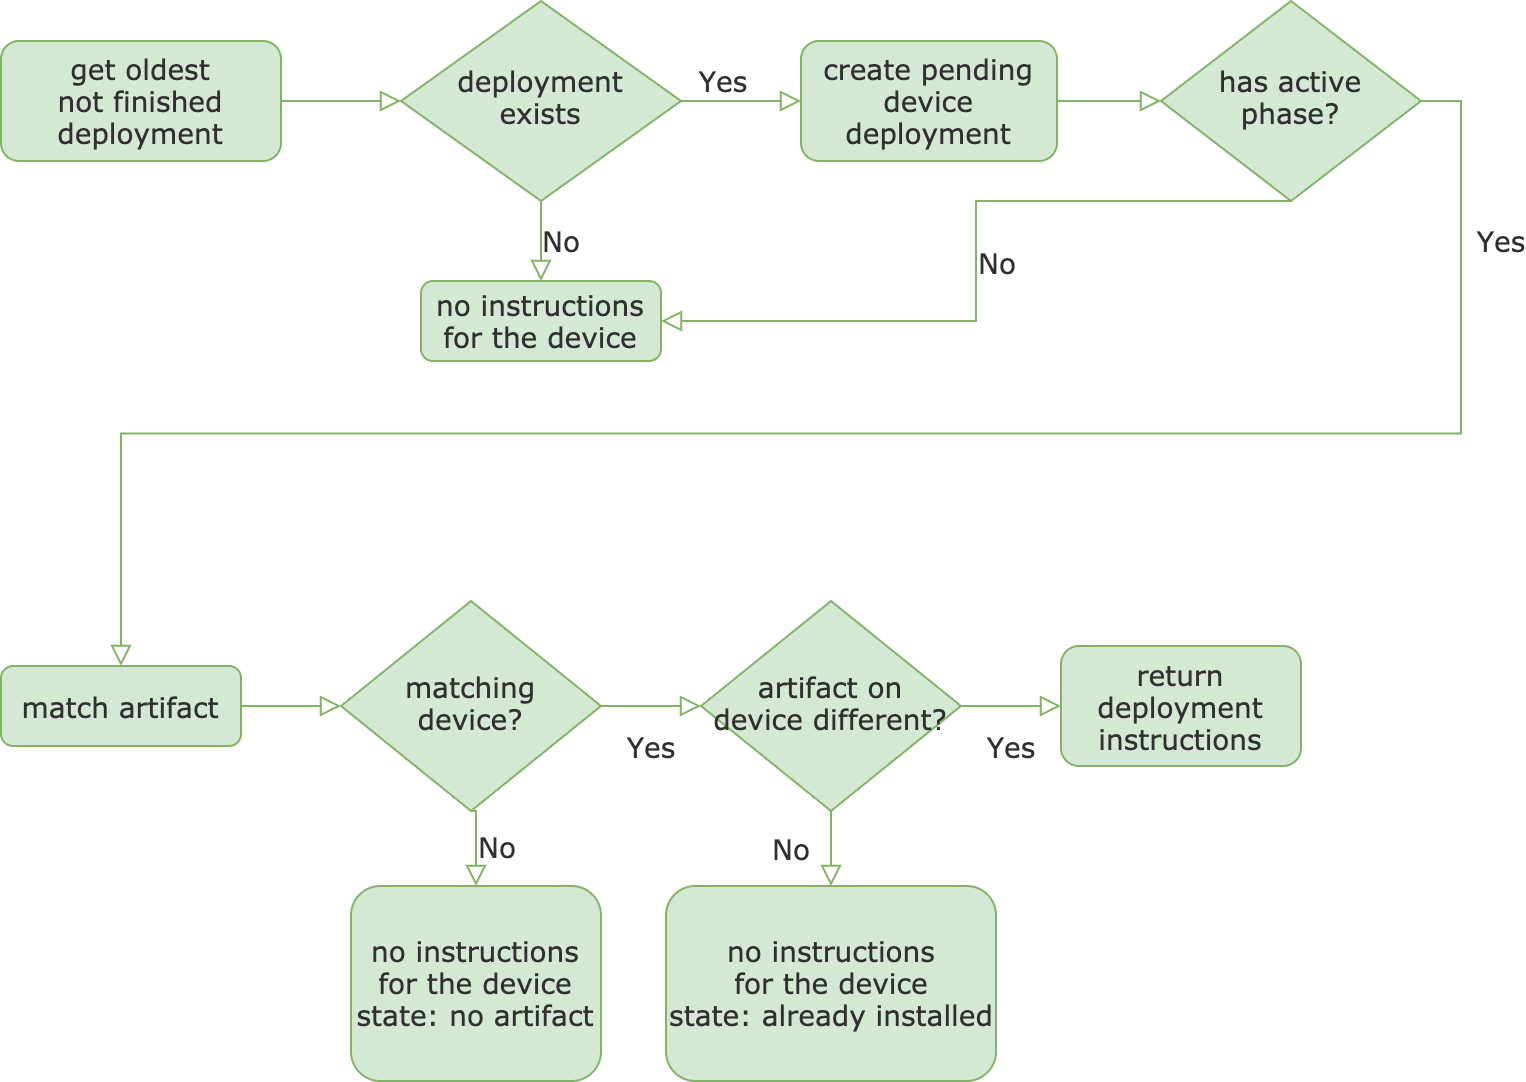 get oldest
not finished
deployment
deployment
exists
Yes
create pending
device
deployment
has active
phase?
No
No
Yes
no instructions
for the device
match artifact
matching
device?
Yes
artifact on
device different?
Yes
return
deployment
instructions
No
No
no instructions
for the device
state: no artifact
no instructions
for the device
state: already installed